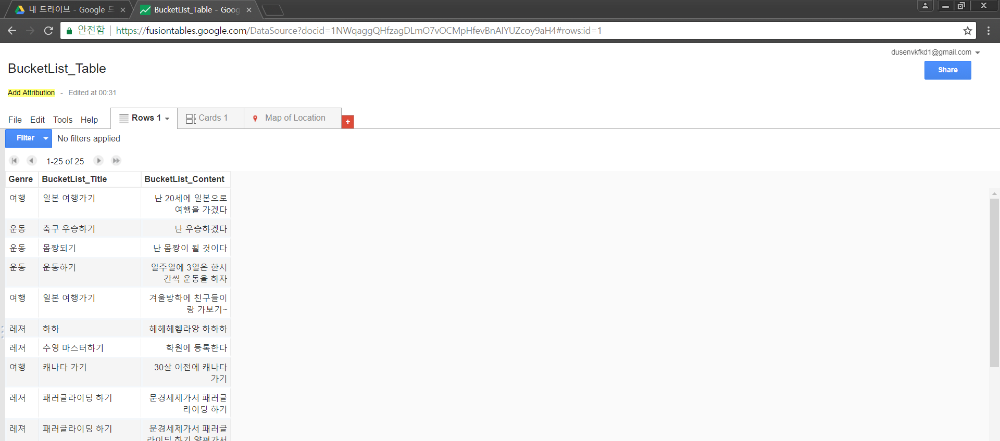 내 드라이브 - Google 드
BucketList_Table - Goog
안전함 https://fusiontables.google.com/DataSource?docid=1NWqaggQHfzagDLmO7vOCMpHfevBnAIYUZcoy9aH4#rows:id=1
dusenvkfkd1@gmail.com
BucketList_Table
Share
Add Attribution - Edited at 00:31
File Edit Tools Help Rows 1 Cards 1 Map of Location +
Filter No filters applied
1-25 of 25
Genre BucketList_Title BucketList_Content
여행 일본 여행가기 난 20세에 일본으로
여행을 가겠다
운동 축구 우승하기 난 우승하겠다
운동 몸짱되기 난 몸짱이 될 것이다
운동 운동하기 일주일에 3일은 한시
간씩 운동을 하자
여행 일본 여행가기 겨울방학에 친구들이
랑 가보기~
레져 하하 헤헤헤헿라앙 하하하
레져 수영 마스터하기 학원에 등록한다
여행 캐나다 가기 30살 이전에 캐나다
가기
레져 패러글라이딩 하기 문경세제가서 패러글
라이딩 하기
레져 패러글라이딩 하기 문경세제가서 패러글
라이딩 하기 양평가서